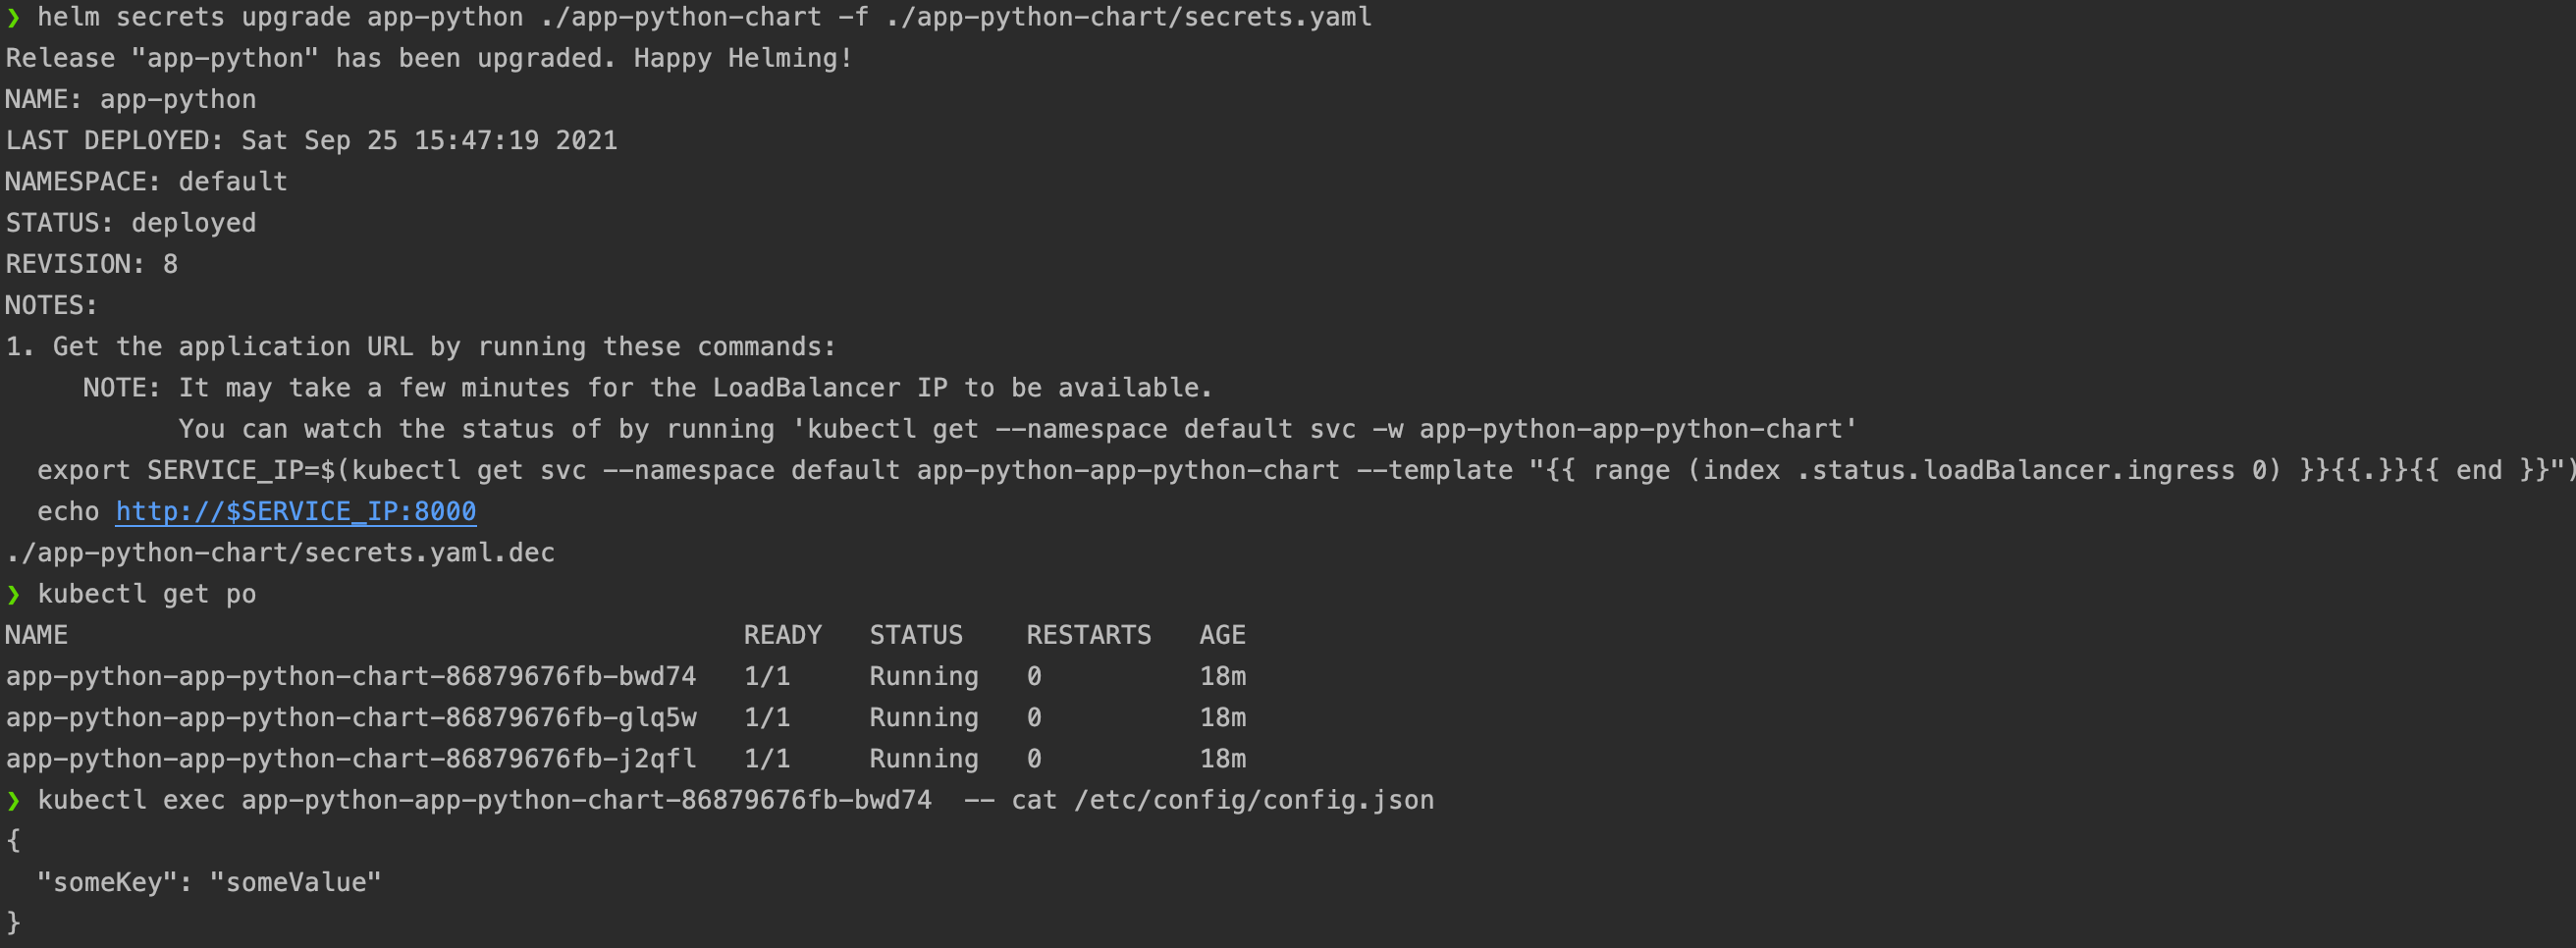 ❯ helm secrets upgrade app-python ./app-python-chart -f ./app-python-chart/secrets.yaml
Release "app-python" has been upgraded. Happy Helming!
NAME: app-python
LAST DEPLOYED: Sat Sep 25 15:47:19 2021
NAMESPACE: default
STATUS: deployed
REVISION: 8
NOTES:
1. Get the application URL by running these commands:
     NOTE: It may take a few minutes for the LoadBalancer IP to be available.
           You can watch the status of by running 'kubectl get --namespace default svc -w app-python-app-python-chart'
  export SERVICE_IP=$(kubectl get svc --namespace default app-python-app-python-chart --template "{{ range (index .status.loadBalancer.ingress 0) }}{{.}}{{ end }}")
  echo http://$SERVICE_IP:8000
./app-python-chart/secrets.yaml.dec
❯ kubectl get po
NAME                                           READY   STATUS    RESTARTS   AGE
app-python-app-python-chart-86879676fb-bwd74   1/1     Running   0          18m
app-python-app-python-chart-86879676fb-glq5w   1/1     Running   0          18m
app-python-app-python-chart-86879676fb-j2qfl   1/1     Running   0          18m
❯ kubectl exec app-python-app-python-chart-86879676fb-bwd74  -- cat /etc/config/config.json
{
  "someKey": "someValue"
}